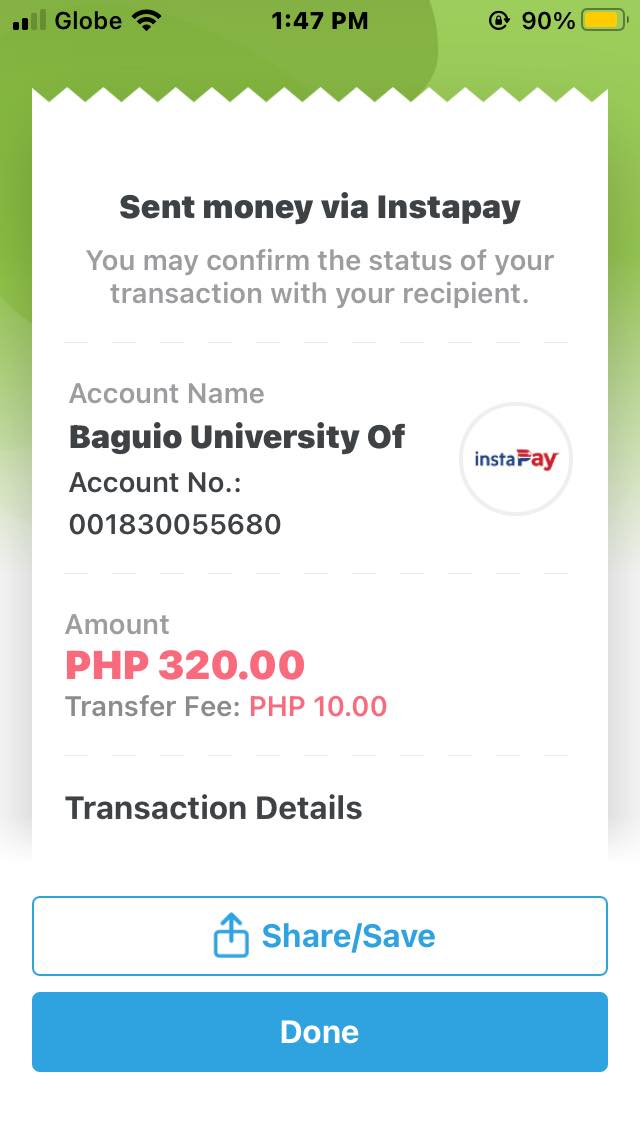 Globe 1:47 PM 90%
Sent money via Instapay
You may confirm the status of your
transaction with your recipient.
Account Name
Baguio University Of
Account No.:
001830055680
instaPay
Amount
PHP 320.00
Transfer Fee: PHP 10.00
Transaction Details
Share/Save
Done